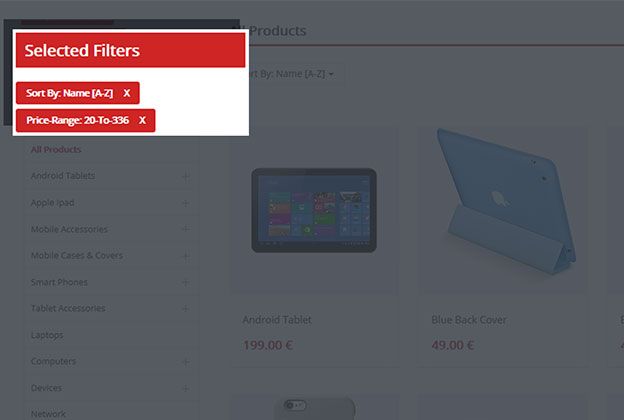 Selected Filters
Sort By: Name [A-Z] X
Price-Range: 20-To-336 X
All Products
Sort By: Name [A-Z]
All Products
Android Tablets +
Apple Ipad +
Mobile Accessories +
Mobile Cases & Covers +
Smart Phones +
Tablet Accessories +
Laptops
Computers +
Devices +
Network
Android Tablet
199.00 €
Blue Back Cover
49.00 €